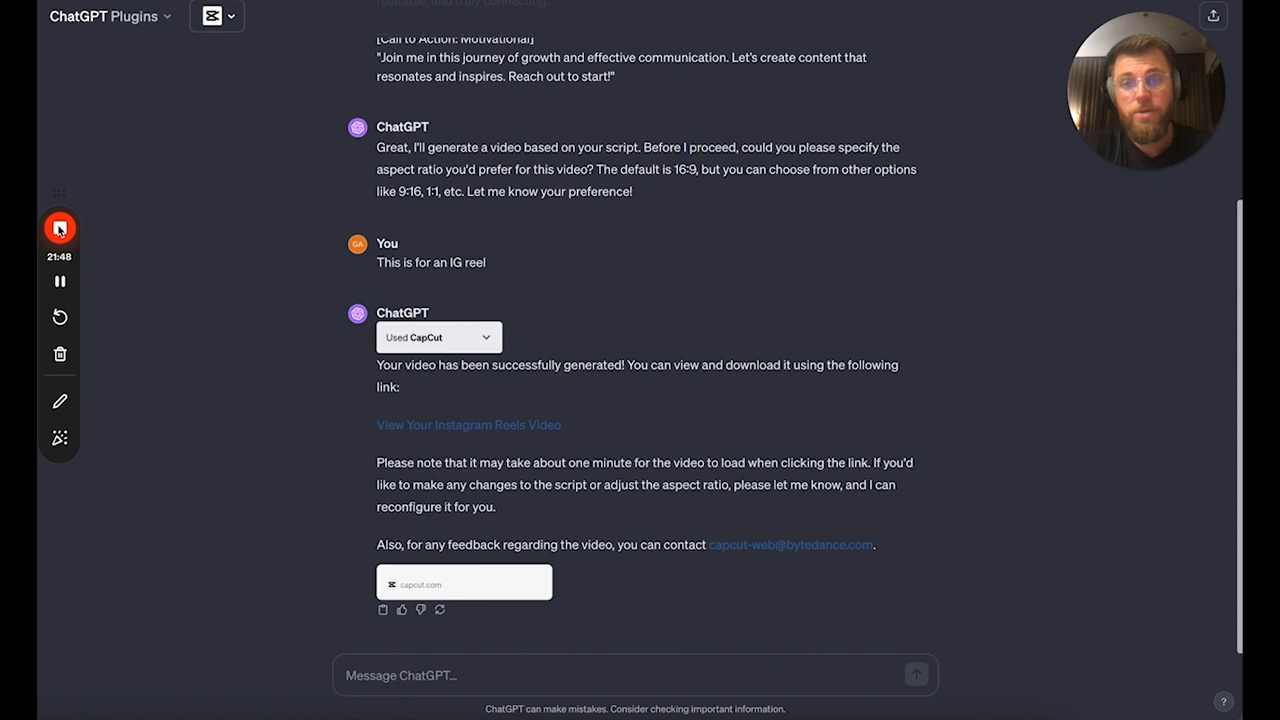 ChatGPT Plugins
relatable, and truly connecting.
[Call to Action: Motivational]
"Join me in this journey of growth and effective communication. Let's create content that
resonates and inspires. Reach out to start!"
ChatGPT
Great, I'll generate a video based on your script. Before I proceed, could you please specify the
aspect ratio you'd prefer for this video? The default is 16:9, but you can choose from other options
like 9:16, 1:1, etc. Let me know your preference!
GA
You
This is for an IG reel
21:48
ChatGPT
Used CapCut
Your video has been successfully generated! You can view and download it using the following
link:
View Your Instagram Reels Video
Please note that it may take about one minute for the video to load when clicking the link. If you'd
like to make any changes to the script or adjust the aspect ratio, please let me know, and I can
reconfigure it for you.
Also, for any feedback regarding the video, you can contact capcut-web@bytedance.com.
capcut.com
Message ChatGPT...
ChatGPT can make mistakes. Consider checking important information.
?